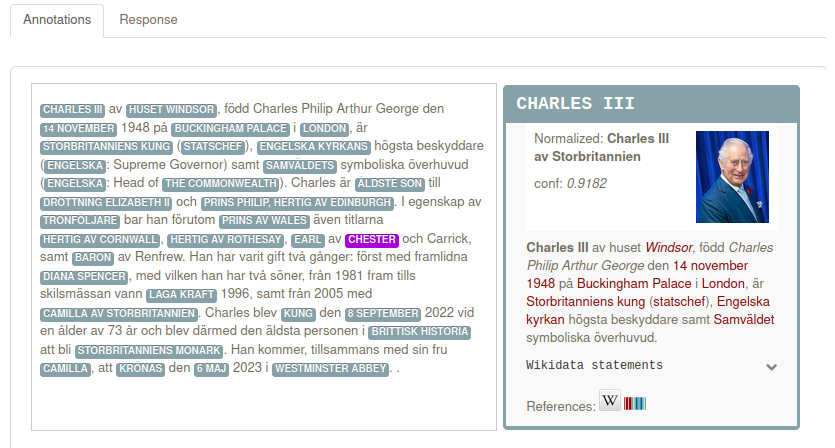 Annotations Response
CHARLES III av HUSET WINDSOR, född Charles Philip Arthur George den
14 NOVEMBER 1948 på BUCKINGHAM PALACE i LONDON, är
STORBRITANNIENS KUNG (STATSCHEF), ENGELSKA KYRKANS högsta beskyddare
(ENGELSKA: Supreme Governor) samt SAMVÄLDETS symboliska överhuvud
(ENGELSKA: Head of THE COMMONWEALTH). Charles är ÄLDSTE SON till
DROTTNING ELIZABETH II och PRINS PHILIP, HERTIG AV EDINBURGH. I egenskap av
TRONFÖLJARE bar han förutom PRINS AV WALES även titlarna
HERTIG AV CORNWALL, HERTIG AV ROTHESAY, EARL av CHESTER och Carrick,
samt BARON av Renfrew. Han har varit gift två gånger: först med framlidna
DIANA SPENCER, med vilken han har två söner, från 1981 fram tills
skilsmässan vann LAGA KRAFT 1996, samt från 2005 med
CAMILLA AV STORBRITANNIEN. Charles blev KUNG den 8 SEPTEMBER 2022 vid
en ålder av 73 år och blev därmed den äldsta personen i BRITTISK HISTORIA
att bli STORBRITANNIENS MONARK. Han kommer, tillsammans med sin fru
CAMILLA, att KRÖNAS den 6 MAJ 2023 i WESTMINSTER ABBEY. .
CHARLES III
Normalized: Charles III
av Storbritannien
conf: 0.9182
Charles III av huset Windsor, född Charles
Philip Arthur George den 14 november
1948 på Buckingham Palace i London, är
Storbritanniens kung (statschef), Engelska
kyrkan högsta beskyddare samt Samväldet
symboliska överhuvud.
Wikidata statements
References: W